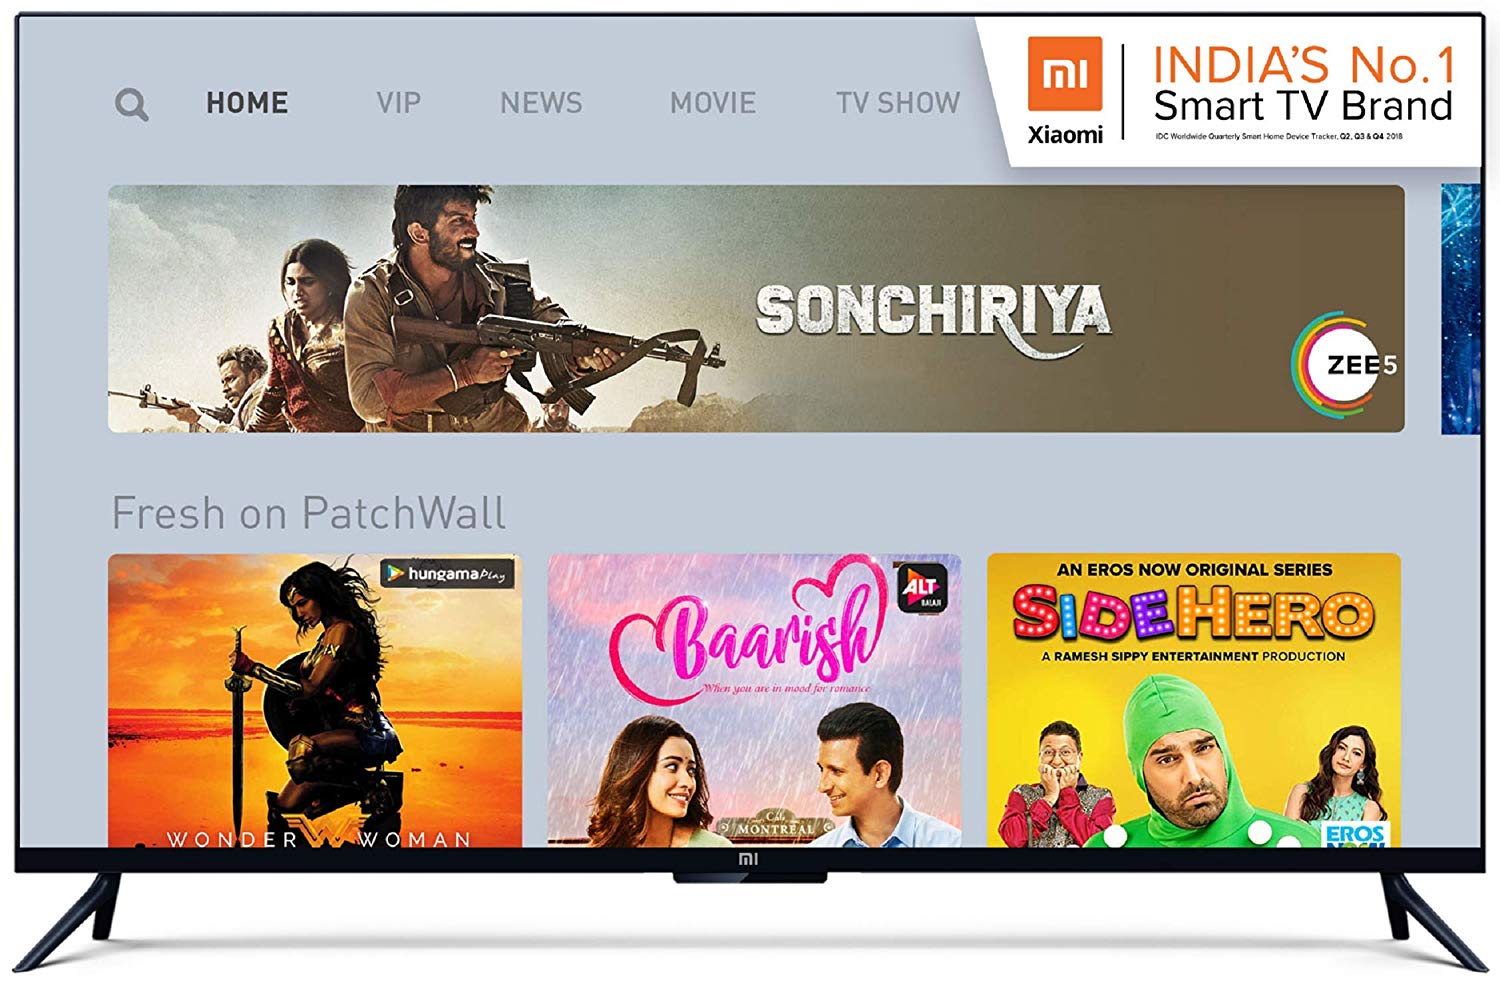 HOME VIP NEWS MOVIE TV SHOW
mi
Xiaomi
INDIA'S No.1
Smart TV Brand
IDC Worldwide Quarterly Smart Home Device Tracker, Q2, Q3 & Q4 2018
SONCHIRIYA
ZEE5
Fresh on PatchWall
hungama Play
WONDER WOMAN
ALT
BALAJI
Baarish
When you are in mood for romance
Cafe
MONTREAL
AN EROS NOW ORIGINAL SERIES
SIDEHERO
A RAMESH SIPPY ENTERTAINMENT PRODUCTION
EROS
NOW
mi